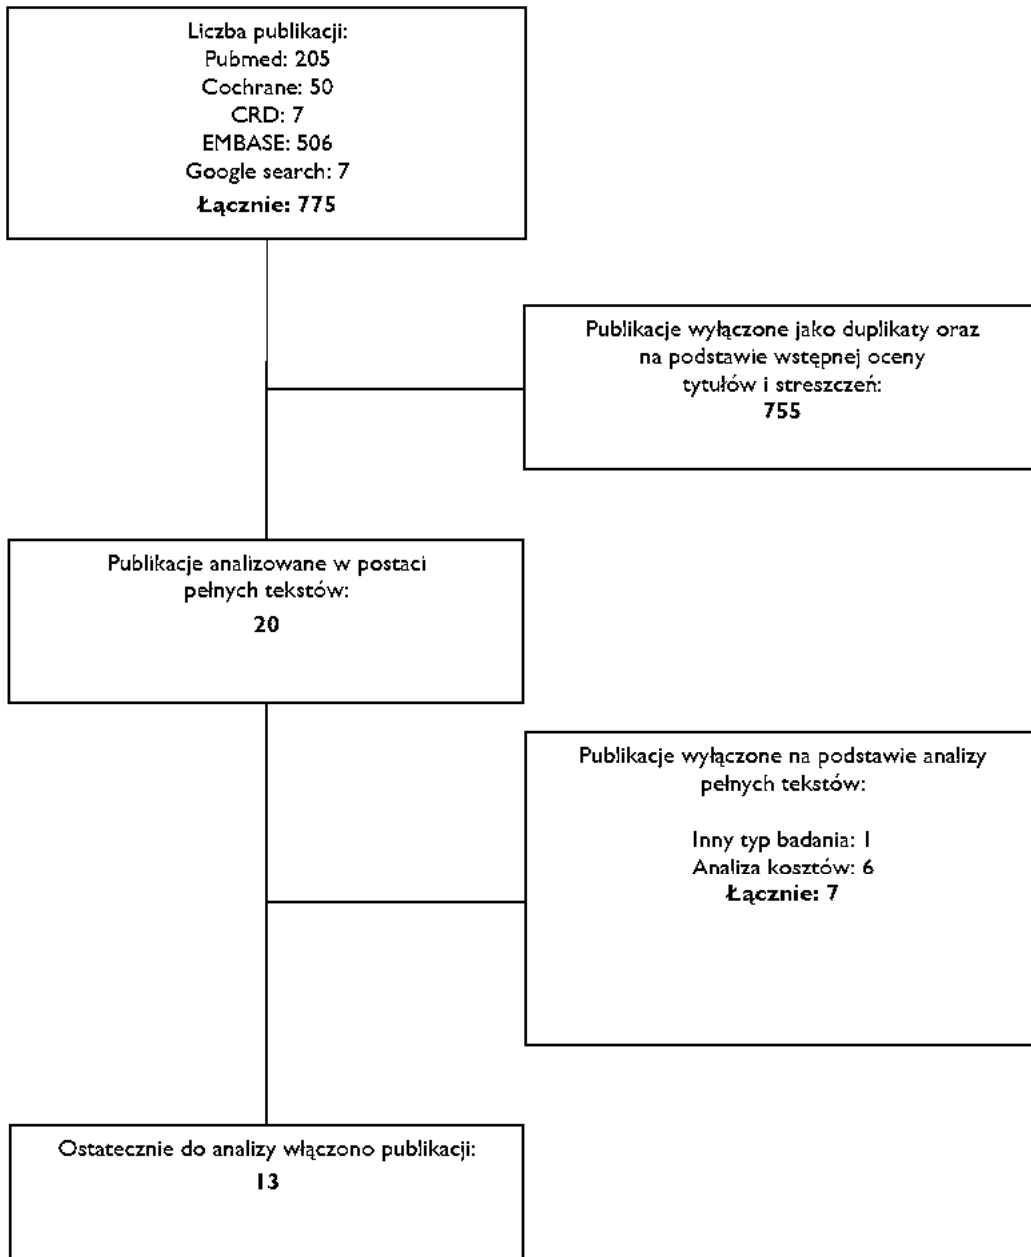 Liczba publikacji:
Pubmed: 205
Cochrane: 50
CRD: 7
EMBASE: 506
Google search: 7
Łącznie: 775
Publikacje wyłączone jako duplikaty oraz
na podstawie wstępnej oceny
tytułów i streszczeń:
755
Publikacje analizowane w postaci
pełnych tekstów:
20
Publikacje wyłączone na podstawie analizy
pełnych tekstów:
Inny typ badania: 1
Analiza kosztów: 6
Łącznie: 7
Ostatecznie do analizy włączono publikacji:
13